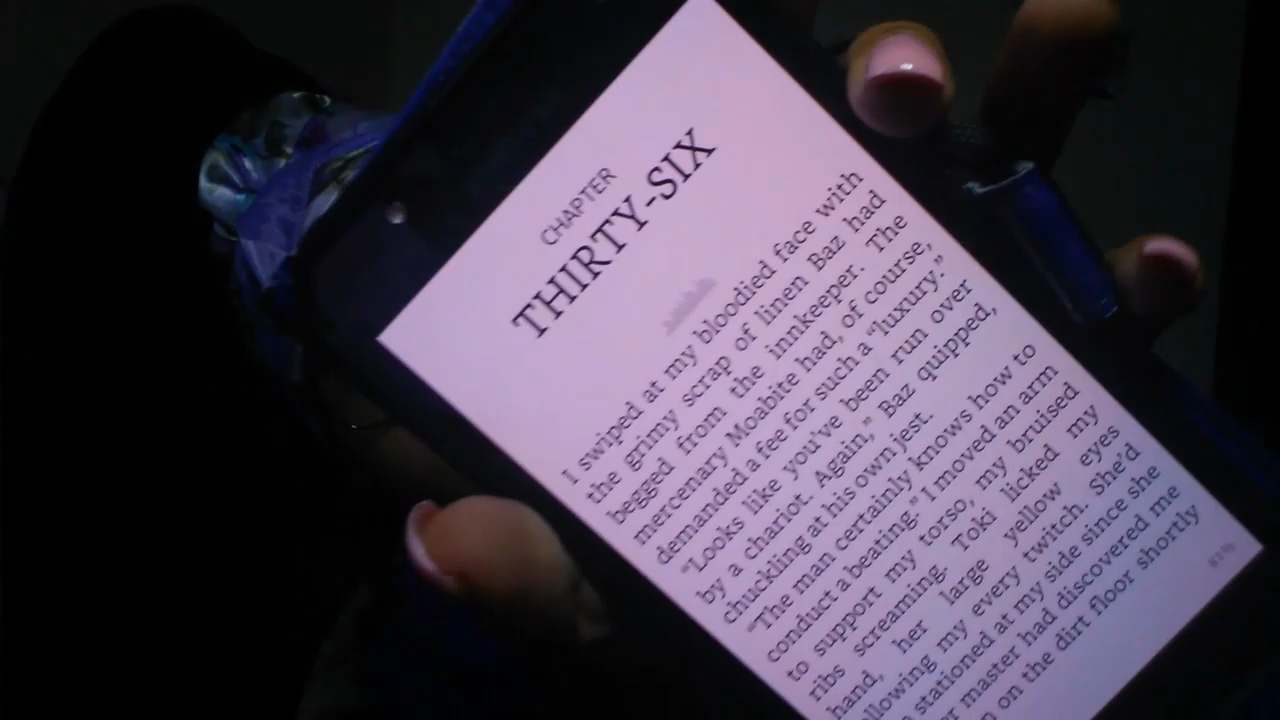 CHAPTER
THIRTY-SIX
I swiped at my bloodied face with
the grimy scrap of linen Baz had
begged from the innkeeper. The
mercenary Moabite had, of course,
demanded a fee for such a “luxury.”
“Looks like you’ve been run over
by a chariot. Again,” Baz quipped,
chuckling at his own jest.
“The man certainly knows how to
conduct a beating.” I moved an arm
to support my torso, my bruised
ribs screaming. Toki licked my
hand, her large yellow eyes
following my every twitch. She’d
stationed at my side since she
master had discovered me
on the dirt floor shortly